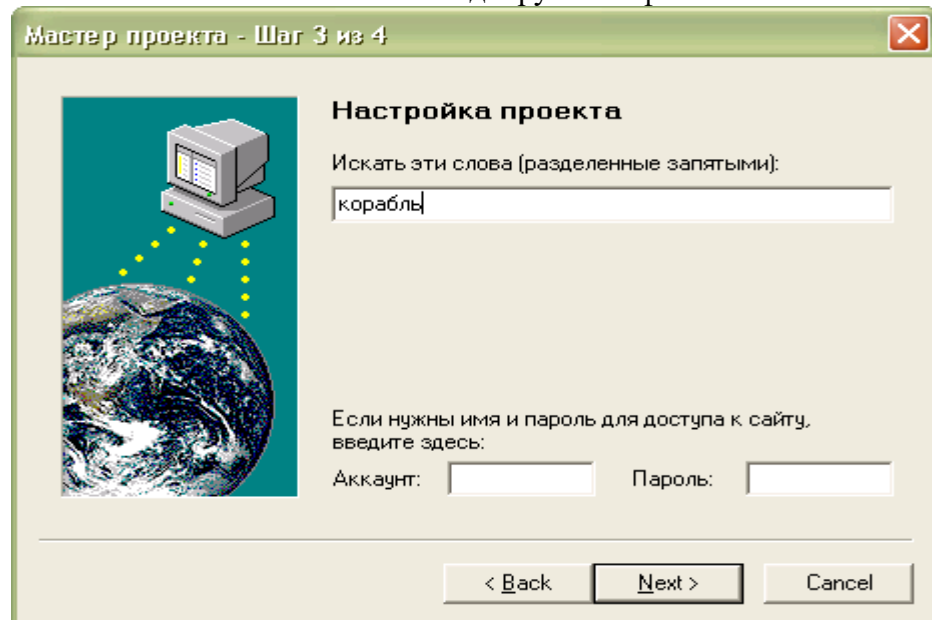 Мастер проекта - Шаг 3 из 4
Настройка проекта
Искать эти слова (разделенные запятыми):
корабль
Если нужны имя и пароль для доступа к сайту,
введите здесь:
Аккаунт: Пароль:
< Back Next > Cancel